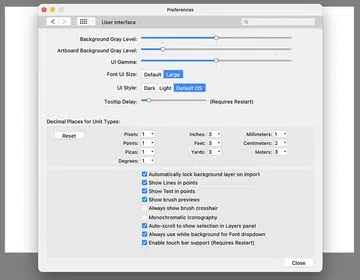 Preferences
User Interface
Background Gray Level:
Artboard Background Gray Level:
UI Gamma:
Font UI Size: Default Large
UI Style: Dark Light Default OS
Tooltip Delay: (Requires Restart)
Decimal Places for Unit Types:
Reset Pixels: 1 Inches: 3 Millimeters: 1
Points: 1 Feet: 3 Centimeters: 2
Picas: 1 Yards: 3 Meters: 3
Degrees: 1
Automatically lock background layer on import
Show Lines in points
Show Text in points
Show brush previews
Always show brush crosshair
Monochromatic Iconography
Auto-scroll to show selection in Layers panel
Always use white background for Font dropdown
Enable touch bar support (Requires Restart)
Close